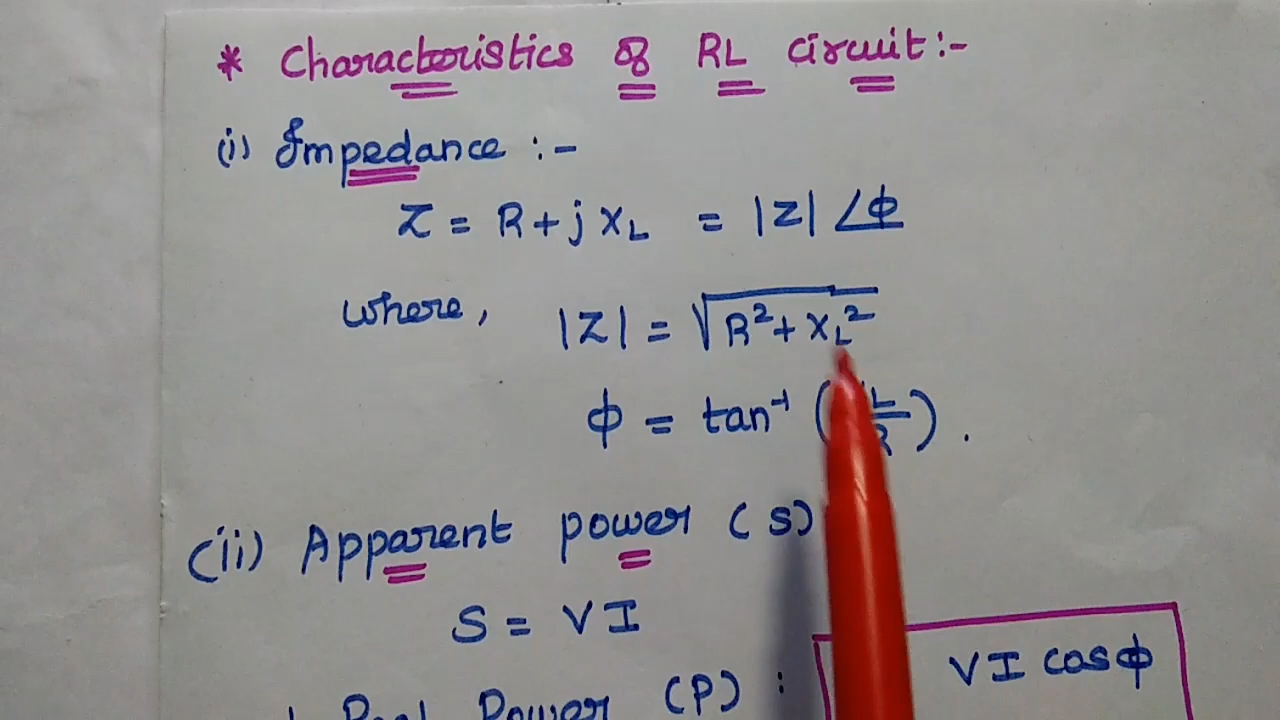 * Characteristics of RL circuit:-
(i) Impedance :-
Z = R + j XL = |Z| ∠ϕ
where, |Z| = √R² + XL²
ϕ = tan⁻¹ ( ) .
(ii) Apparent power (S)
S = VI
Power (P) :
VI cosϕ